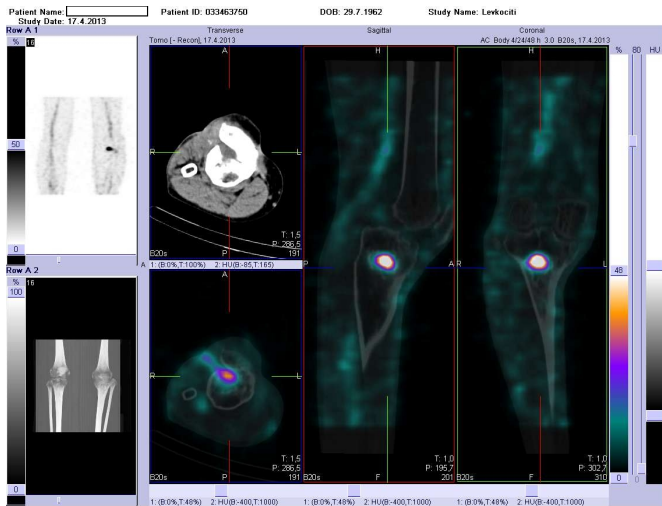 Patient Name: Patient ID: 033463750 DOB: 29.7.1962 Study Name: Levkociti
Study Date: 17.4.2013
Row A 1 Transverse Sagittal Coronal
% 16 Tomo [- Recon], 17.4.2013 AC Body 4/24/48 h 3.0 B20s, 17.4.2013 % 80 HU
A H H
50
R L
T: 1,5
P: 286,5
0 B20s P 191
A 1: (B:0%,T:100%) 2: HU(B:-85,T:165) P A R L
Row A 2
% 16 A 48
100
R L
T: 1,5 T: 1,0 T: 1,0
P: 286,5 P: 195,7 P: 302,7
0 B20s P 191 B20s F 201 B20s F 310 0 0
1: (B:0%,T:48%) 2: HU(B:-400,T:1000) 1: (B:0%,T:48%) 2: HU(B:-400,T:1000) 1: (B:0%,T:48%) 2: HU(B:-400,T:1000)